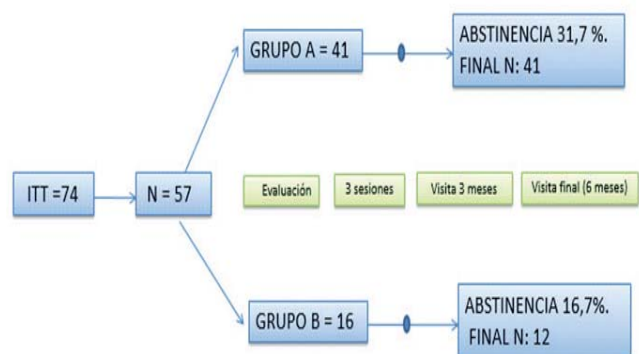 GRUPO A = 41
ABSTINENCIA 31,7 %.
FINAL N: 41
ITT =74
N = 57
Evaluación
3 sesiones
Visita 3 meses
Visita final (6 meses)
GRUPO B = 16
ABSTINENCIA 16,7%.
FINAL N: 12